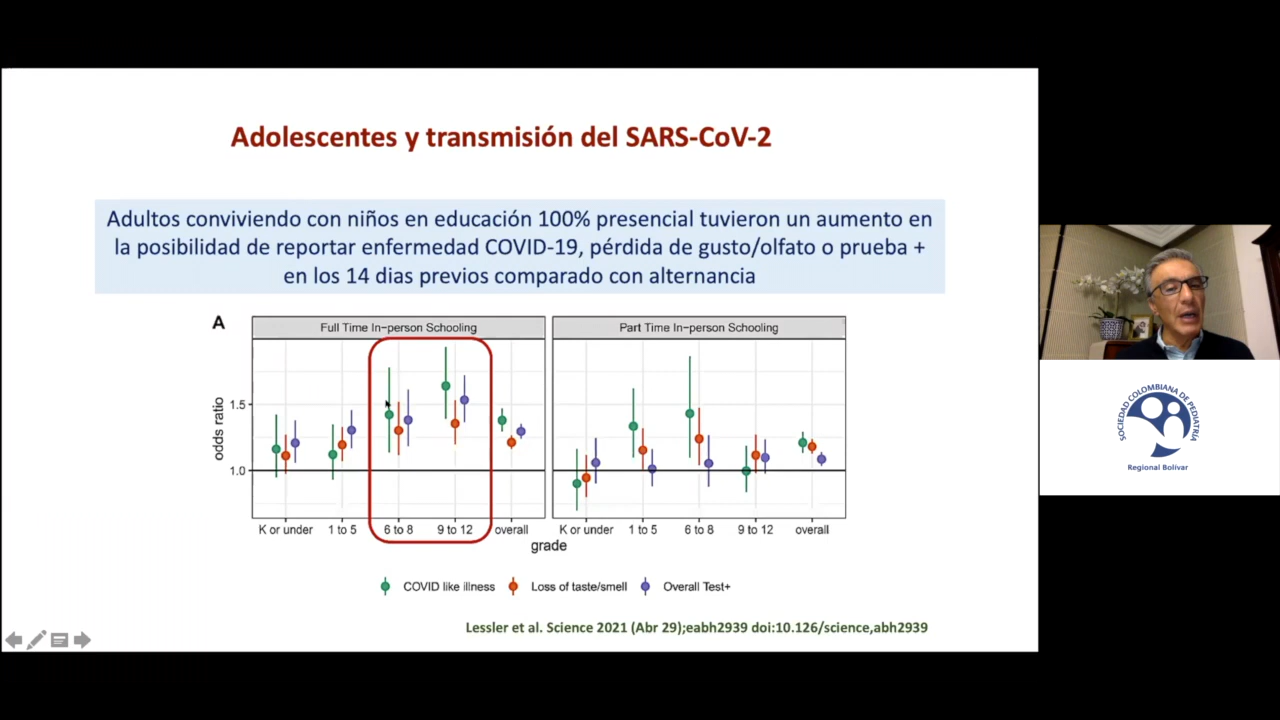 Adolescentes y transmisión del SARS-CoV-2
Adultos conviviendo con niños en educación 100% presencial tuvieron un aumento en
la posibilidad de reportar enfermedad COVID-19, pérdida de gusto/olfato o prueba +
en los 14 dias previos comparado con alternancia
A
Full Time In-person Schooling
Part Time In-person Schooling
odds ratio
1.5
1.0
K or under 1 to 5 6 to 8 9 to 12 overall
K or under 1 to 5 6 to 8 9 to 12 overall
grade
COVID like illness Loss of taste/smell Overall Test+
Lessler et al. Science 2021 (Abr 29);eabh2939 doi:10.126/science,abh2939
SOCIEDAD COLOMBIANA DE PEDIATRIA
Regional Bolívar